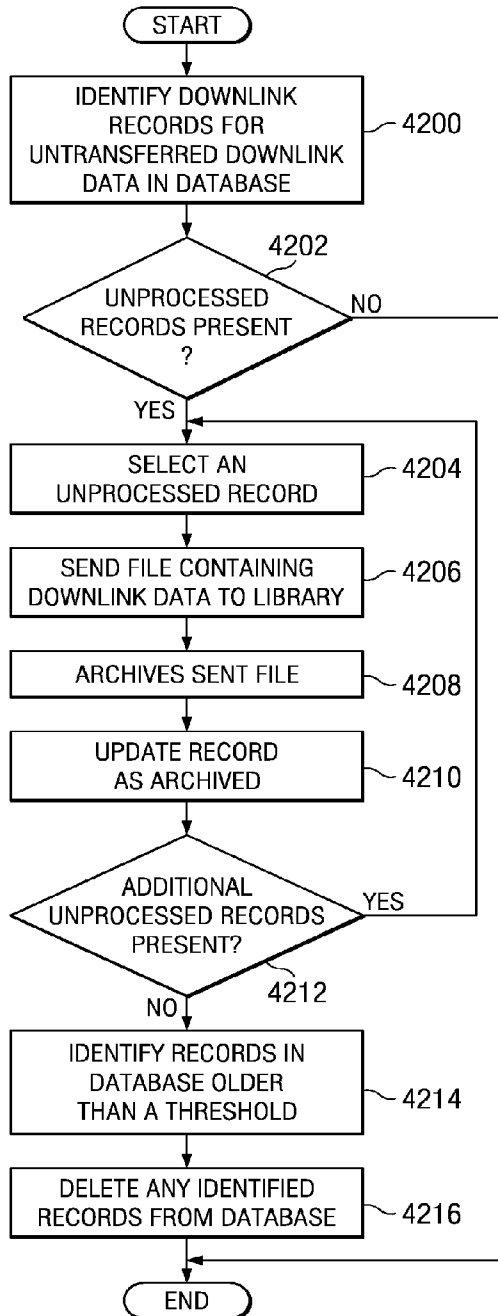 START
IDENTIFY DOWNLINK
RECORDS FOR
UNTRANSFERRED DOWNLINK
DATA IN DATABASE
4200
4202
UNPROCESSED
RECORDS PRESENT
?
NO
YES
SELECT AN
UNPROCESSED RECORD
4204
SEND FILE CONTAINING
DOWNLINK DATA TO LIBRARY
4206
ARCHIVES SENT FILE
4208
UPDATE RECORD
AS ARCHIVED
4210
ADDITIONAL
UNPROCESSED RECORDS
PRESENT?
YES
4212
NO
IDENTIFY RECORDS IN
DATABASE OLDER
THAN A THRESHOLD
4214
DELETE ANY IDENTIFIED
RECORDS FROM DATABASE
4216
END